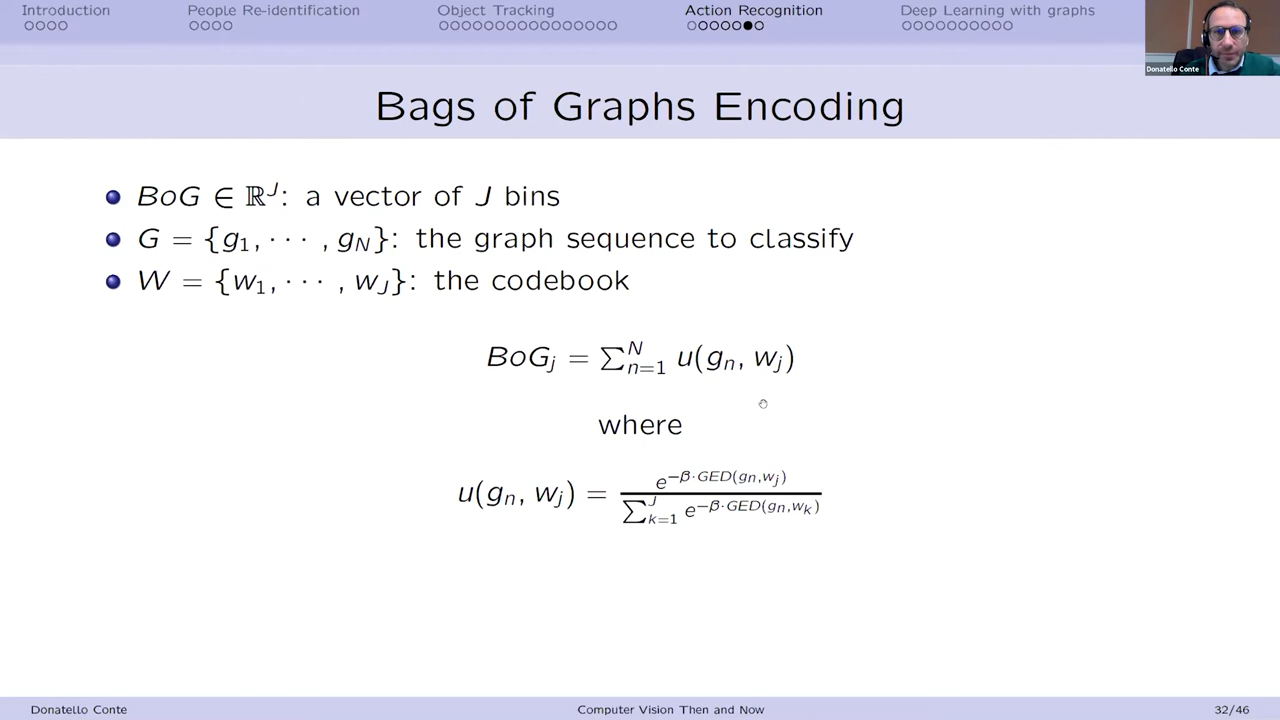 Introduction People Re-identification Object Tracking Action Recognition Deep Learning with graphs
Donatello Conte
Bags of Graphs Encoding
BoG ∈ ℝ^J: a vector of J bins
G = {g_1, ··· , g_N}: the graph sequence to classify
W = {w_1, ··· , w_J}: the codebook
BoG_j = ∑_{n=1}^{N} u(g_n, w_j)
where
u(g_n, w_j) = e^{−β·GED(g_n,w_j)} / ∑_{k=1}^{J} e^{−β·GED(g_n,w_k)}
Donatello Conte Computer Vision Then and Now 32/46